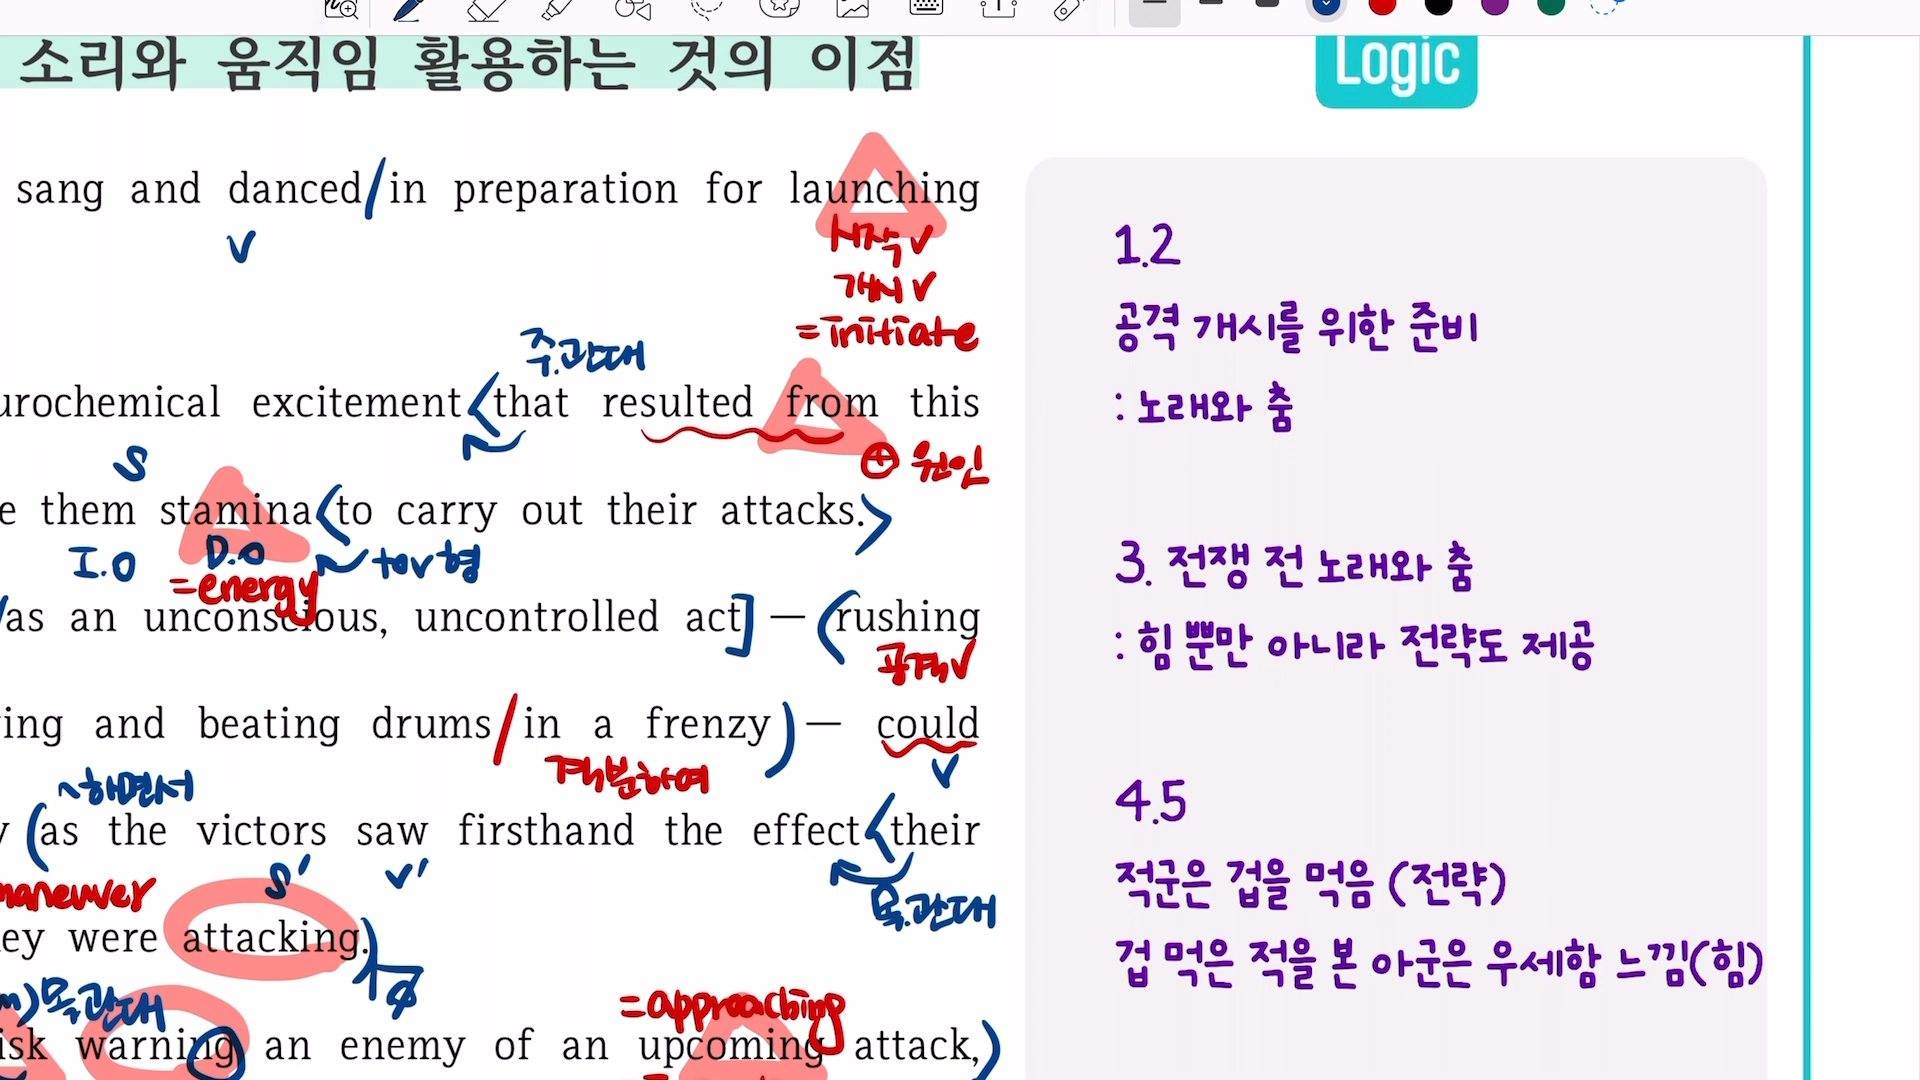 소리와 움직임 활용하는 것의 이점
Logic
sang and danced/in preparation for launching
v
시작v
개시v
=initiate
주.관대
urochemical excitement<that resulted from this
s
⊕원인
e them stamina<to carry out their attacks.>
I.O D.O tov형
=energy
/as an unconscious, uncontrolled act] — (rushing
공격v
ing and beating drums/in a frenzy) — could
격분하여 v
~하면서
(as the victors saw firsthand the effect<their
s' v'
maneuver
목.관대
ey were attacking.)
ø
목관대
=approaching
isk warning an enemy of an upcoming attack,)
1.2
공격 개시를 위한 준비
: 노래와 춤
3. 전쟁 전 노래와 춤
: 힘 뿐만 아니라 전략도 제공
4.5
적군은 겁을 먹음 (전략)
겁 먹은 적을 본 아군은 우세함 느낌(힘)